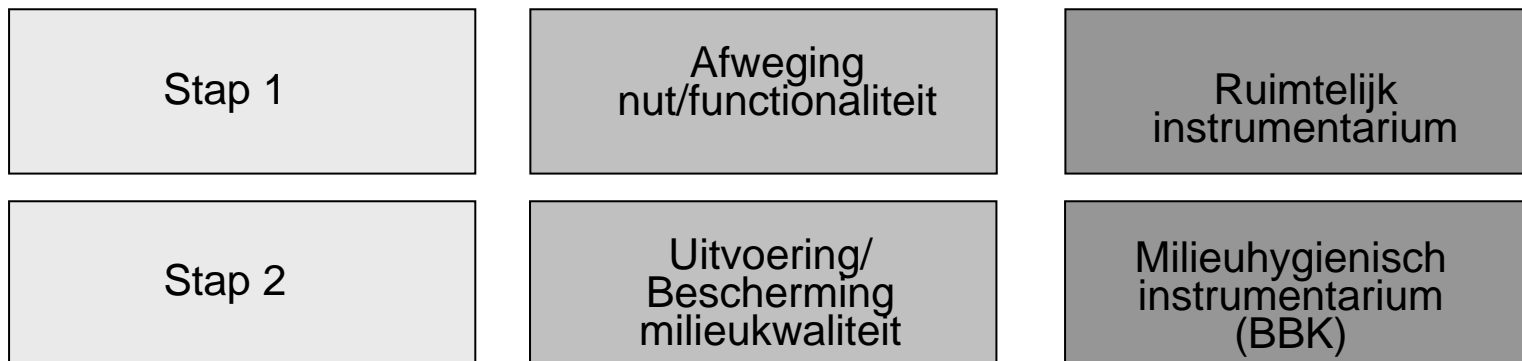 Stap 1
Afweging
nut/functionaliteit
Ruimtelijk
instrumentarium
Stap 2
Uitvoering/
Bescherming
milieukwaliteit
Milieuhygienisch
instrumentarium
(BBK)